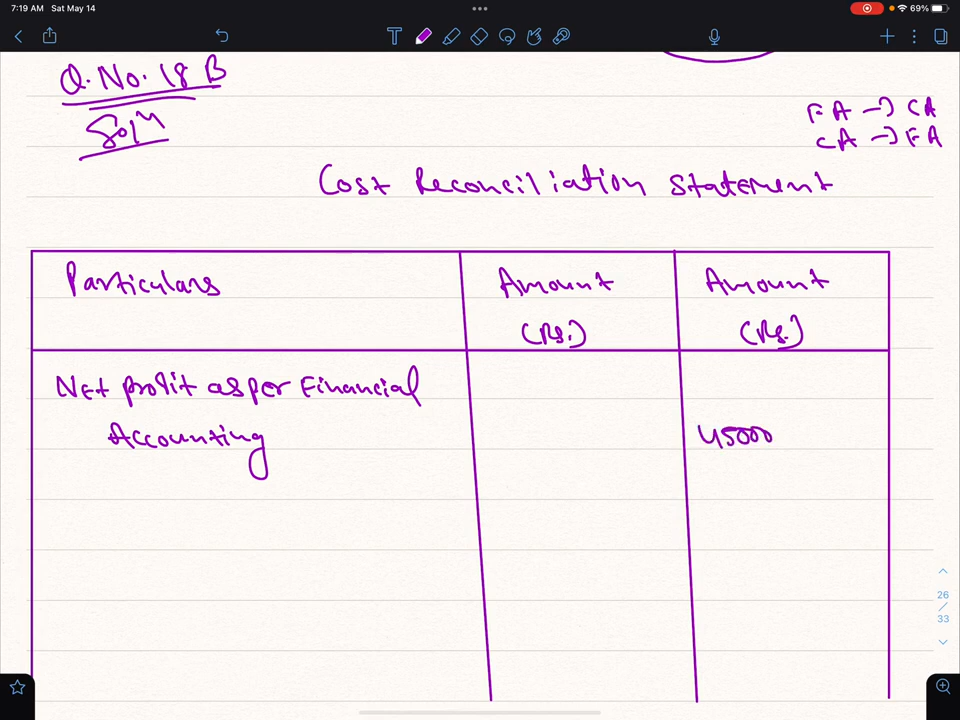 7:19 AM Sat May 14
69%
Q. No. 18 B
Solⁿ
FA → CA
CA → FA
Cost Reconciliation Statement
Particulars Amount Amount
(Rs.) (Rs.)
Net profit as per Financial
Accounting 45000
26
/
33